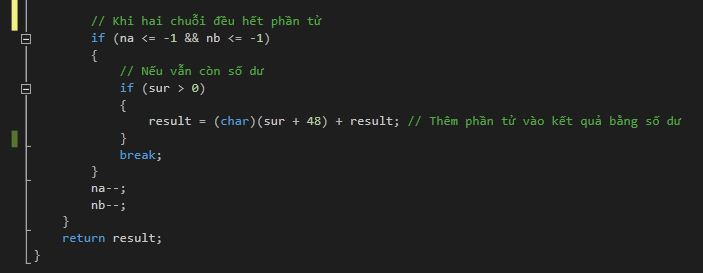 // Khi hai chuỗi đều hết phần tử
if (na <= -1 && nb <= -1)
{
// Nếu vẫn còn số dư
if (sur > 0)
{
result = (char)(sur + 48) + result; // Thêm phần tử vào kết quả bằng số dư
}
break;
}
na--;
nb--;
}
return result;
}